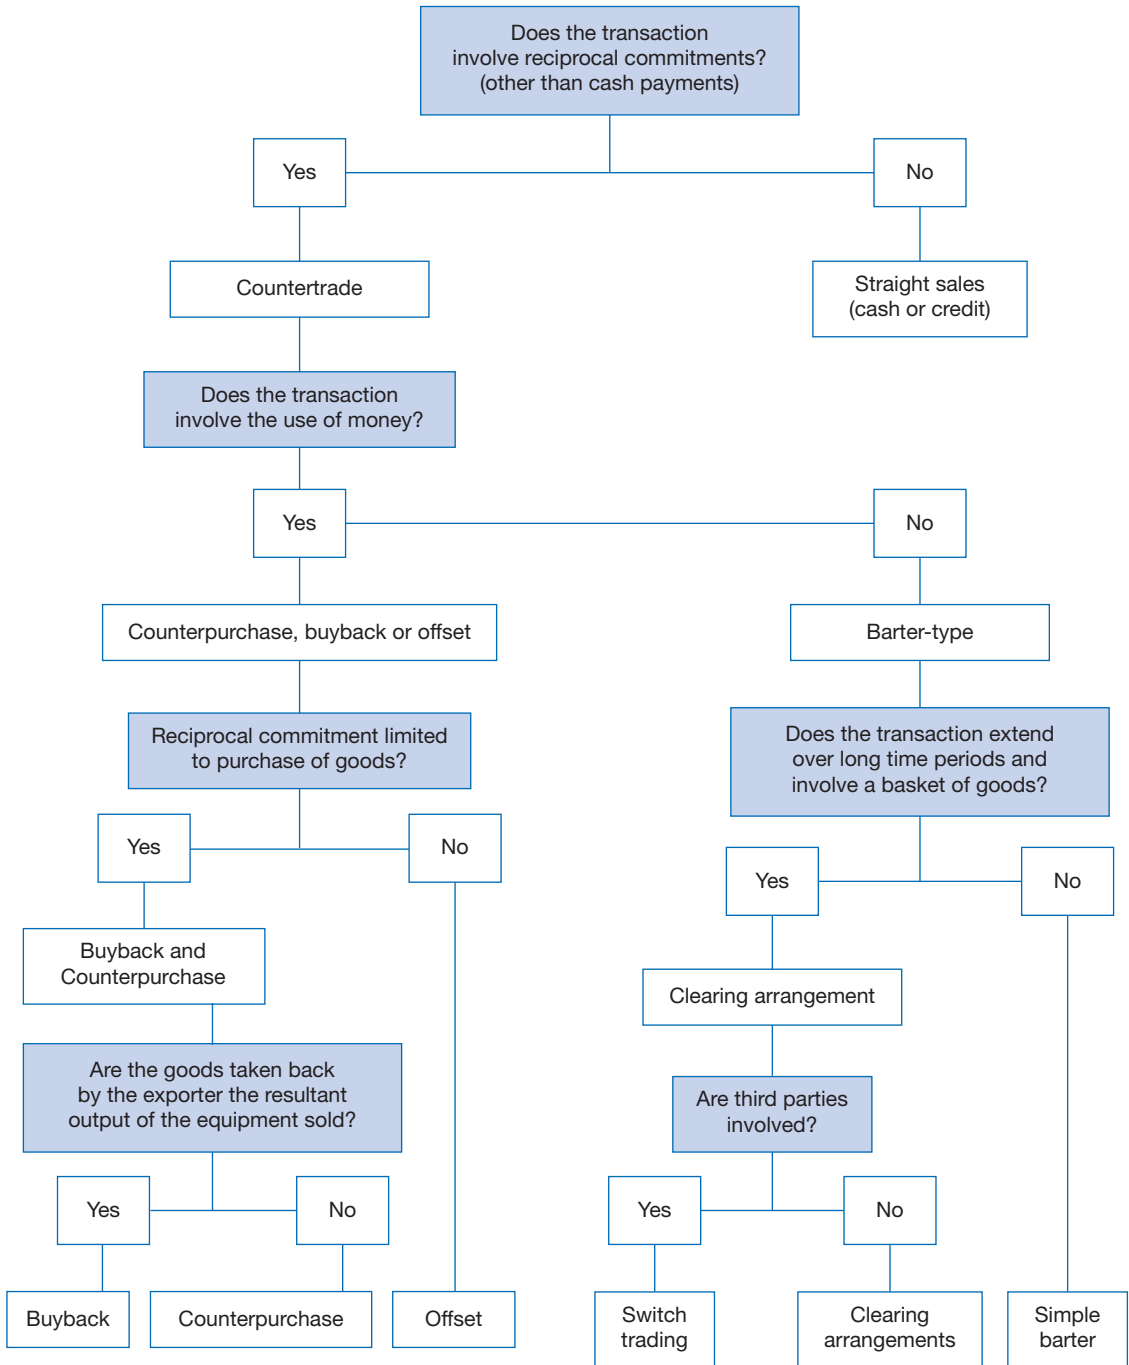 Does the transaction
involve reciprocal commitments?
(other than cash payments)
Yes
No
Countertrade
Straight sales
(cash or credit)
Does the transaction
involve the use of money?
Yes
No
Counterpurchase, buyback or offset
Barter-type
Reciprocal commitment limited
to purchase of goods?
Does the transaction extend
over long time periods and
involve a basket of goods?
Yes
No
Yes
No
Buyback and
Counterpurchase
Clearing arrangement
Are the goods taken back
by the exporter the resultant
output of the equipment sold?
Are third parties
involved?
Yes
No
Yes
No
Buyback
Counterpurchase
Offset
Switch
trading
Clearing
arrangements
Simple
barter